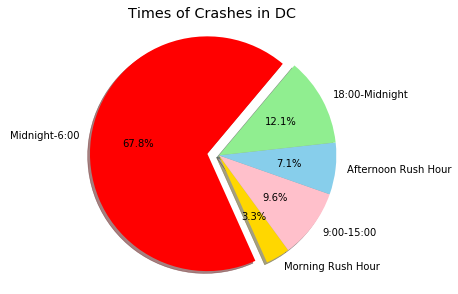 Times of Crashes in DC
18:00-Midnight
12.1%
Midnight-6:00
67.8%
7.1%
Afternoon Rush Hour
9.6%
3.3%
9:00-15:00
Morning Rush Hour